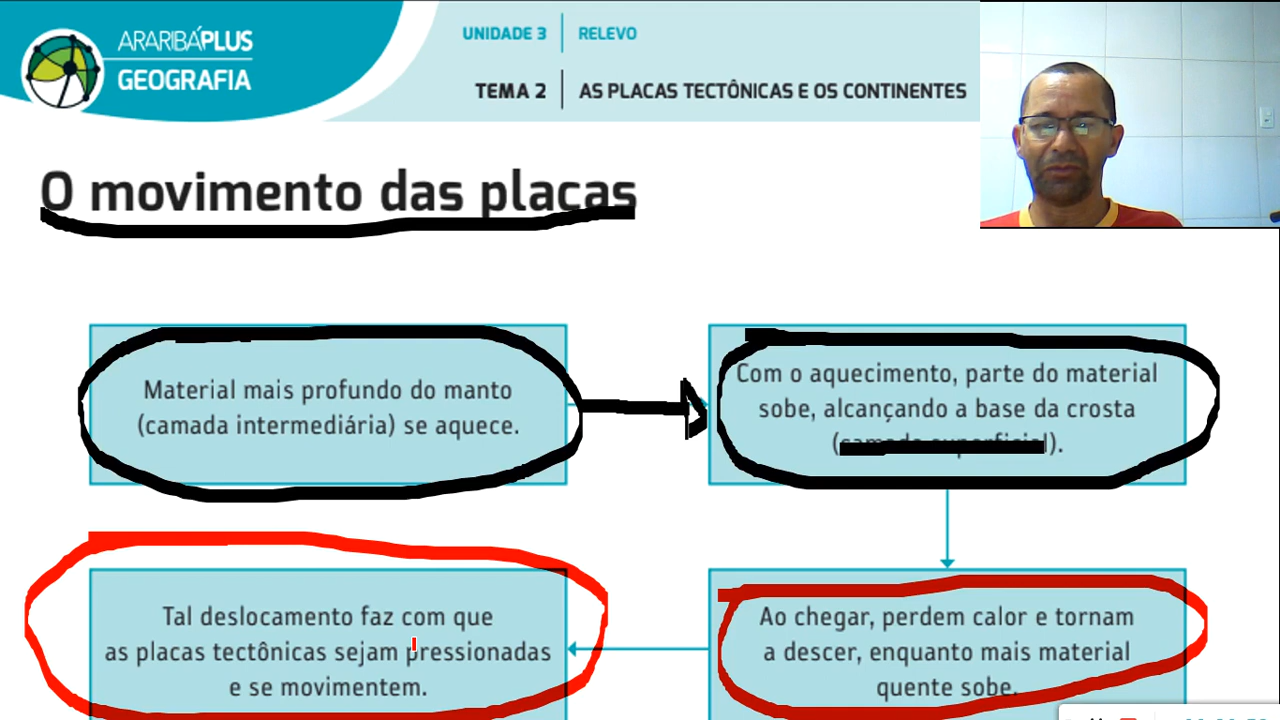 ARARIBÁPLUS
GEOGRAFIA
UNIDADE 3
RELEVO
TEMA 2
AS PLACAS TECTÔNICAS E OS CONTINENTES
O movimento das placas
Material mais profundo do manto
(camada intermediária) se aquece.
Com o aquecimento, parte do material
sobe, alcançando a base da crosta
(camada superficial).
Ao chegar, perdem calor e tornam
a descer, enquanto mais material
quente sobe.
Tal deslocamento faz com que
as placas tectônicas sejam pressionadas
e se movimentem.